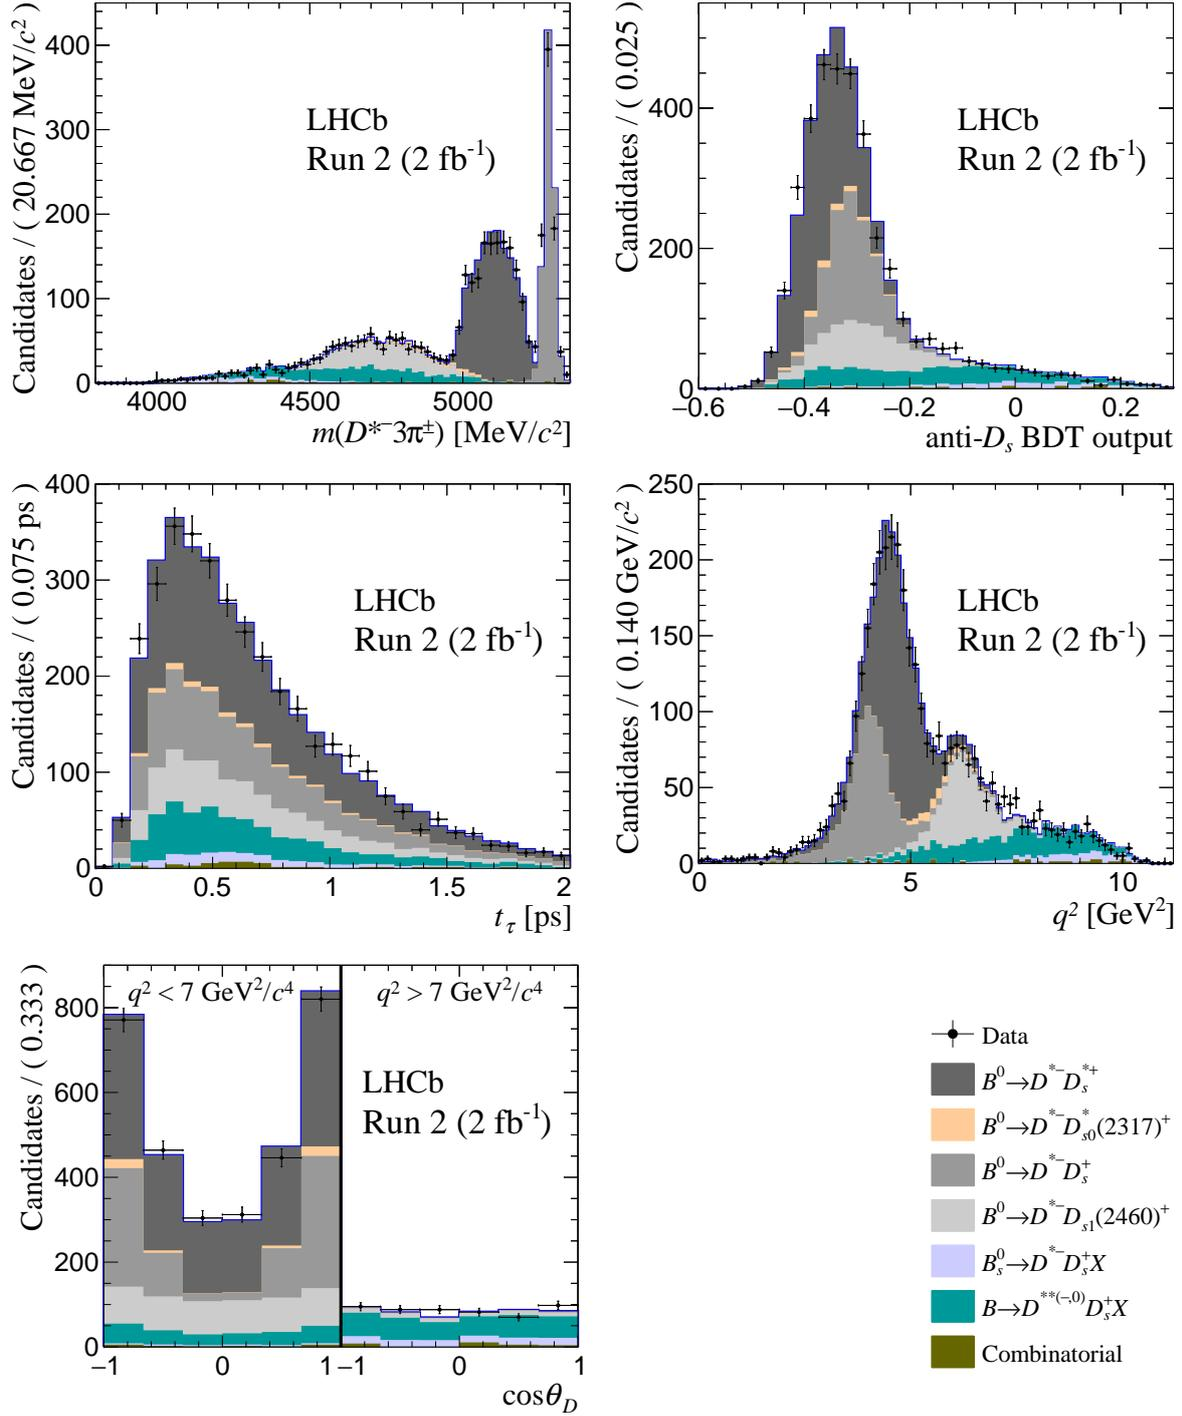 Candidates / ( 20.667 MeV/c²)
400
300
200
100
0
LHCb
Run 2 (2 fb⁻¹)
4000 4500 5000
m(D*⁻3π±) [MeV/c²]
Candidates / ( 0.025)
400
200
0
LHCb
Run 2 (2 fb⁻¹)
−0.6 −0.4 −0.2 0 0.2
anti-Dₛ BDT output
Candidates / ( 0.075 ps )
400
300
200
100
0
LHCb
Run 2 (2 fb⁻¹)
0 0.5 1 1.5 2
t_τ [ps]
Candidates / ( 0.140 GeV/c² )
250
200
150
100
50
0
LHCb
Run 2 (2 fb⁻¹)
0 5 10
q² [GeV²]
Candidates / ( 0.333 )
800
600
400
200
0
q² < 7 GeV²/c⁴ q² > 7 GeV²/c⁴
LHCb
Run 2 (2 fb⁻¹)
−1 0 1 −1 0 1
cosθ_D
Data
B⁰→D*⁻Dₛ*⁺
B⁰→D*⁻D*ₛ₀(2317)⁺
B⁰→D*⁻Dₛ⁺
B⁰→D*⁻Dₛ₁(2460)⁺
Bₛ⁰→D*⁻Dₛ⁺X
B→D**(−,0)Dₛ⁺X
Combinatorial